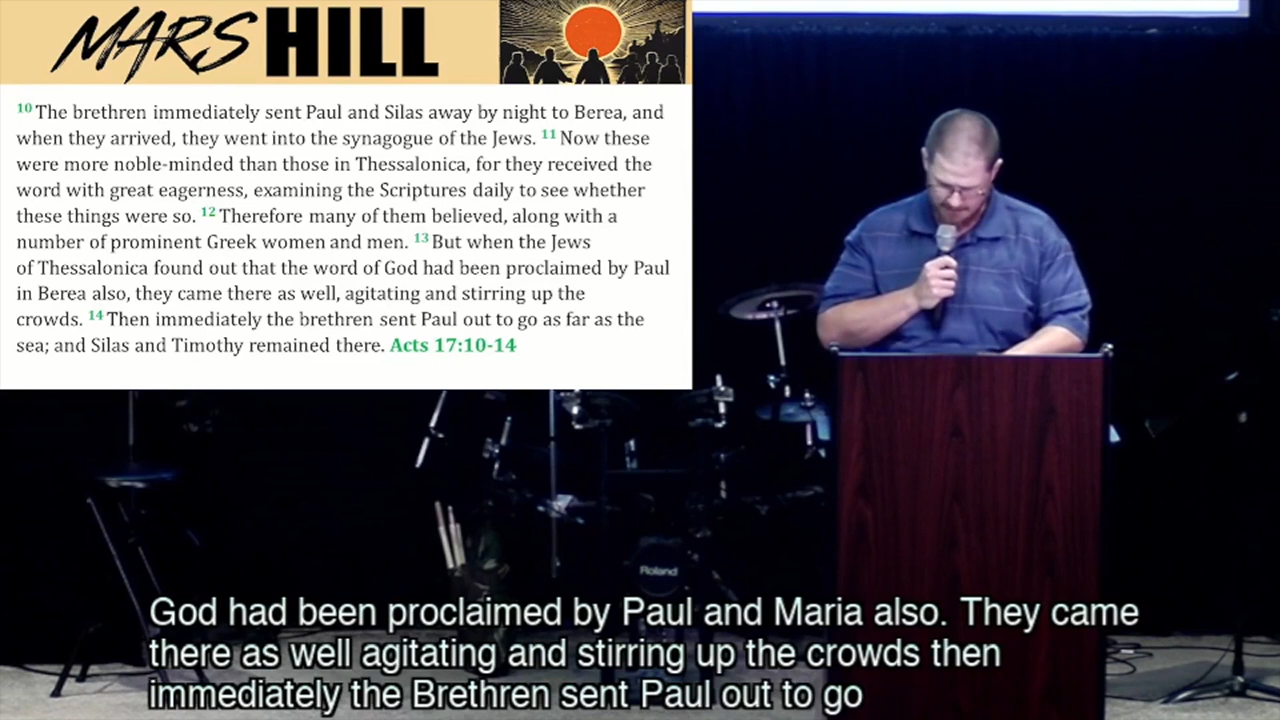 MARS HILL
10 The brethren immediately sent Paul and Silas away by night to Berea, and
when they arrived, they went into the synagogue of the Jews. 11 Now these
were more noble-minded than those in Thessalonica, for they received the
word with great eagerness, examining the Scriptures daily to see whether
these things were so. 12 Therefore many of them believed, along with a
number of prominent Greek women and men. 13 But when the Jews
of Thessalonica found out that the word of God had been proclaimed by Paul
in Berea also, they came there as well, agitating and stirring up the
crowds. 14 Then immediately the brethren sent Paul out to go as far as the
sea; and Silas and Timothy remained there. Acts 17:10-14
Roland
God had been proclaimed by Paul and Maria also. They came
there as well agitating and stirring up the crowds then
immediately the Brethren sent Paul out to go